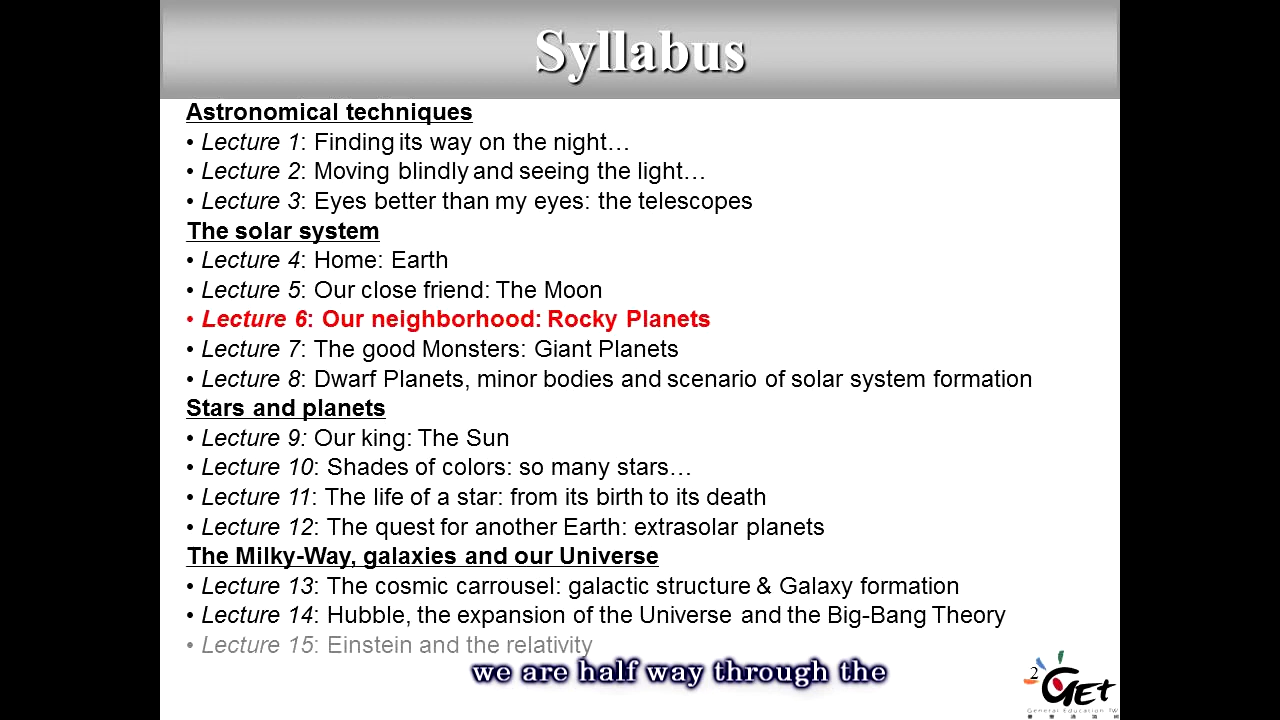 Syllabus
Astronomical techniques
• Lecture 1: Finding its way on the night…
• Lecture 2: Moving blindly and seeing the light…
• Lecture 3: Eyes better than my eyes: the telescopes
The solar system
• Lecture 4: Home: Earth
• Lecture 5: Our close friend: The Moon
• Lecture 6: Our neighborhood: Rocky Planets
• Lecture 7: The good Monsters: Giant Planets
• Lecture 8: Dwarf Planets, minor bodies and scenario of solar system formation
Stars and planets
• Lecture 9: Our king: The Sun
• Lecture 10: Shades of colors: so many stars…
• Lecture 11: The life of a star: from its birth to its death
• Lecture 12: The quest for another Earth: extrasolar planets
The Milky-Way, galaxies and our Universe
• Lecture 13: The cosmic carrousel: galactic structure & Galaxy formation
• Lecture 14: Hubble, the expansion of the Universe and the Big-Bang Theory
• Lecture 15: Einstein and the relativity
we are half way through the
2
GET
General Education TW